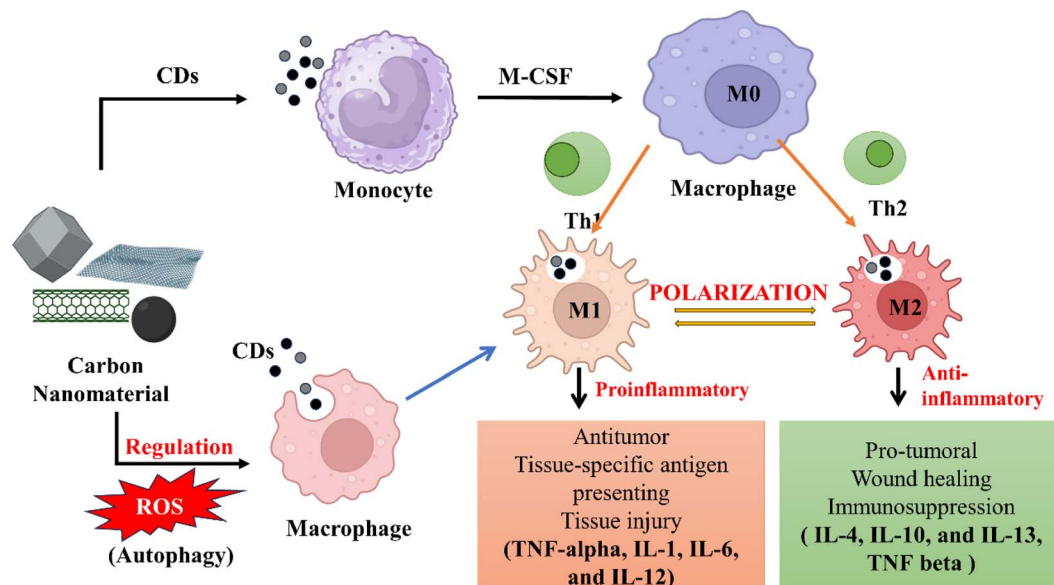 CDs
Monocyte
M-CSF
M0
Macrophage
Th1
Th2
Carbon
Nanomaterial
Regulation
ROS
(Autophagy)
CDs
Macrophage
M1
POLARIZATION
M2
Proinflammatory
Anti-
inflammatory
Antitumor
Tissue-specific antigen
presenting
Tissue injury
(TNF-alpha, IL-1, IL-6,
and IL-12)
Pro-tumoral
Wound healing
Immunosuppression
( IL-4, IL-10, and IL-13,
TNF beta )